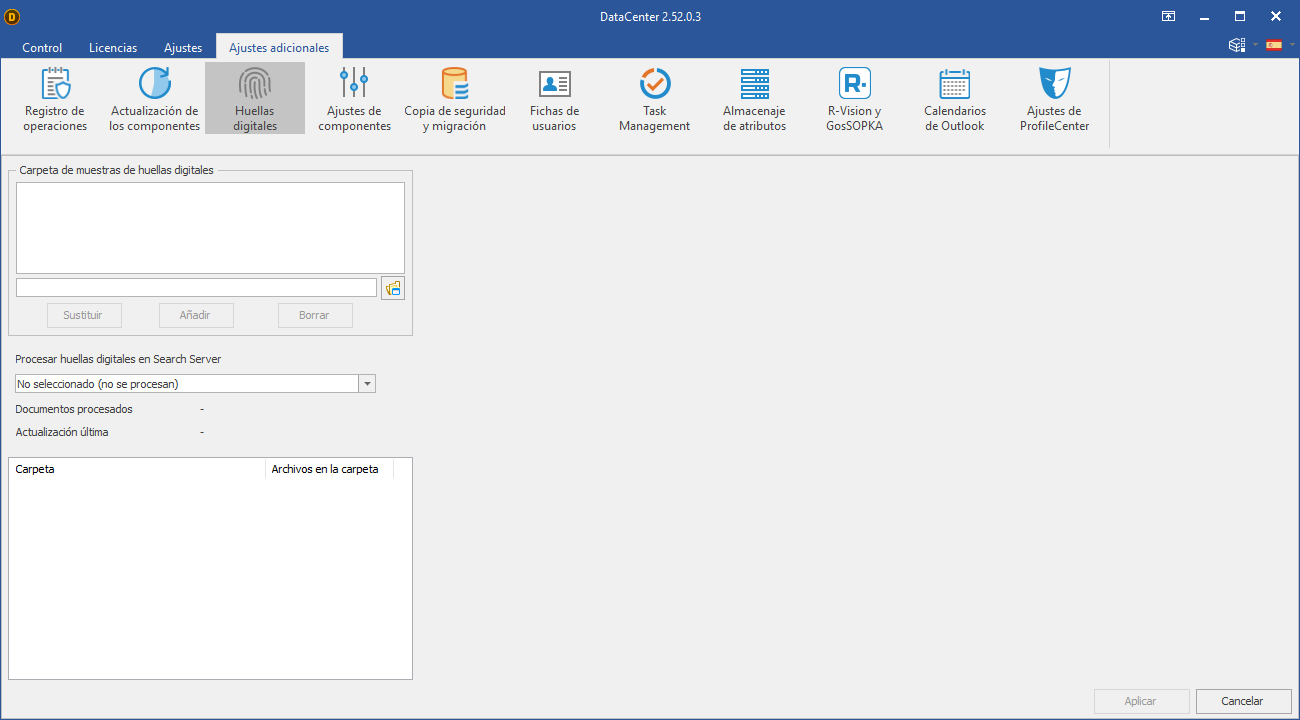 D
DataCenter 2.52.0.3
Control Licencias Ajustes Ajustes adicionales
Registro de operaciones
Actualización de los componentes
Huellas digitales
Ajustes de componentes
Copia de seguridad y migración
Fichas de usuarios
Task Management
Almacenaje de atributos
R
R-Vision y GosSOPKA
Calendarios de Outlook
Ajustes de ProfileCenter
Carpeta de muestras de huellas digitales
Sustituir Añadir Borrar
Procesar huellas digitales en Search Server
No seleccionado (no se procesan)
Documentos procesados -
Actualización última -
Carpeta Archivos en la carpeta
Aplicar Cancelar